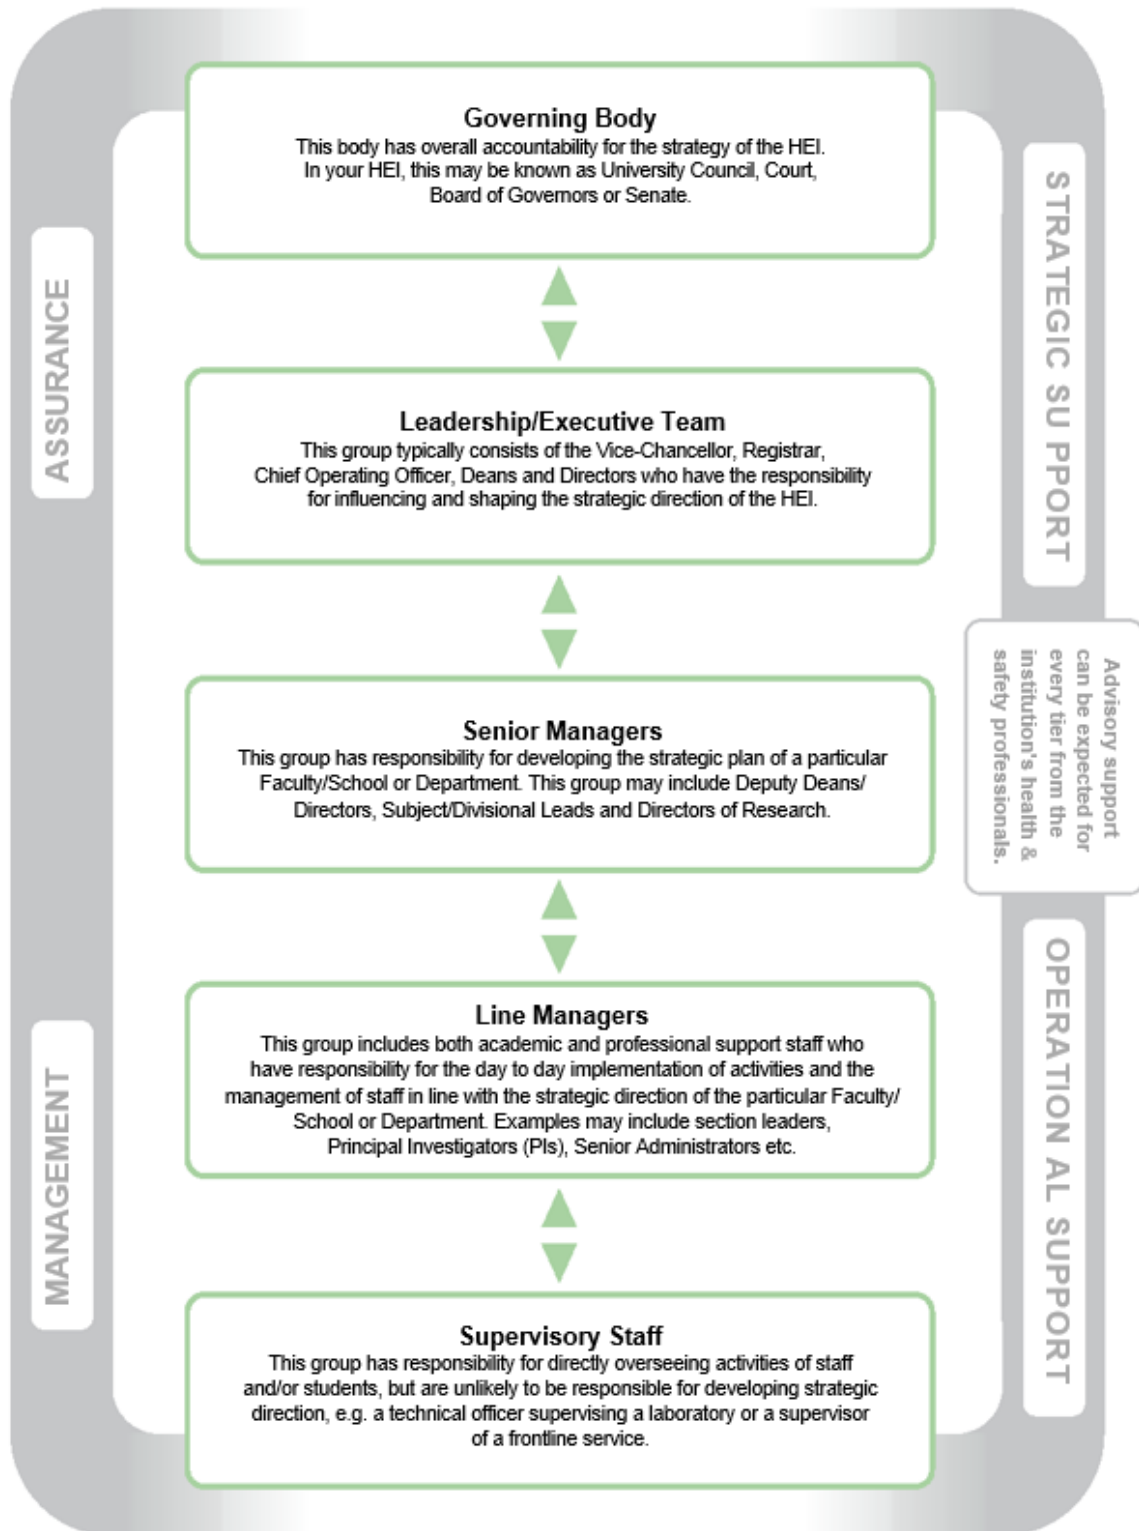 Governing Body
This body has overall accountability for the strategy of the HEI.
In your HEI, this may be known as University Council, Court,
Board of Governors or Senate.
Leadership/Executive Team
This group typically consists of the Vice-Chancellor, Registrar,
Chief Operating Officer, Deans and Directors who have the responsibility
for influencing and shaping the strategic direction of the HEI.
Senior Managers
This group has responsibility for developing the strategic plan of a particular
Faculty/School or Department. This group may include Deputy Deans/
Directors, Subject/Divisional Leads and Directors of Research.
Line Managers
This group includes both academic and professional support staff who
have responsibility for the day to day implementation of activities and the
management of staff in line with the strategic direction of the particular Faculty/
School or Department. Examples may include section leaders,
Principal Investigators (PIs), Senior Administrators etc.
Supervisory Staff
This group has responsibility for directly overseeing activities of staff
and/or students, but are unlikely to be responsible for developing strategic
direction, e.g. a technical officer supervising a laboratory or a supervisor
of a frontline service.
ASSURANCE
MANAGEMENT
STRATEGIC SU PPORT
Advisory support
can be expected for
every tier from the
institution's health &
safety professionals.
OPERATION AL SUPPORT